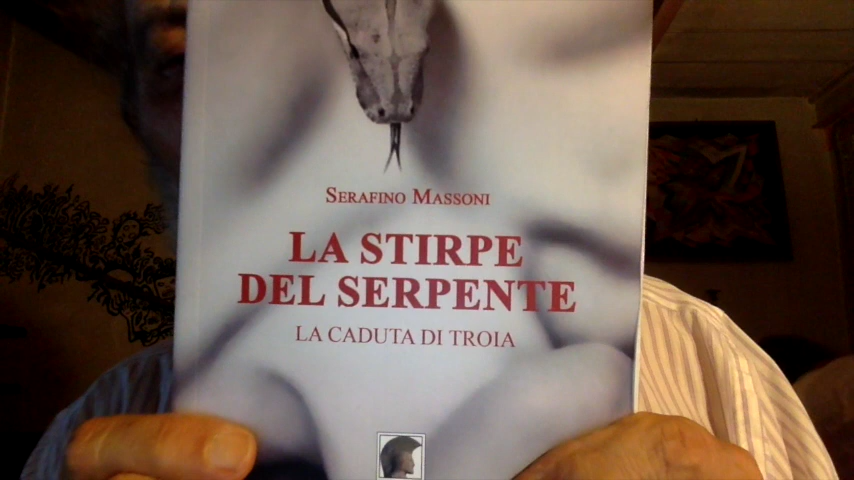 SERAFINO MASSONI
LA STIRPE
DEL SERPENTE
LA CADUTA DI TROIA